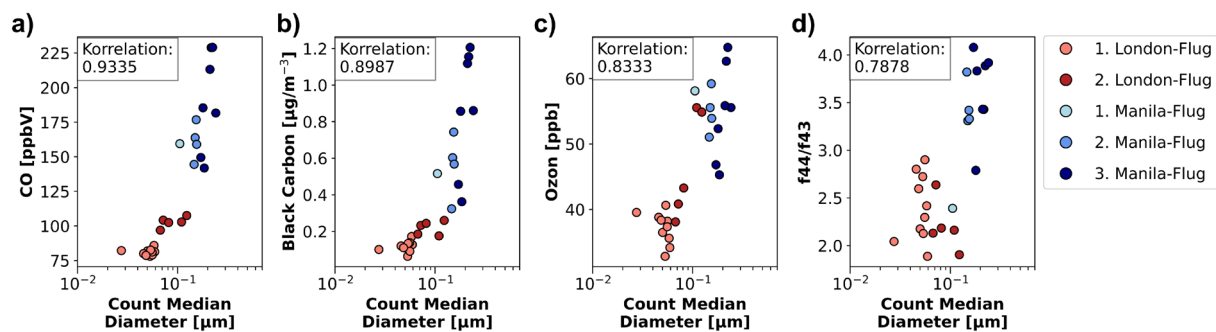 a)
Korrelation:
0.9335
225
200
175
150
125
100
75
CO [ppbV]
10⁻²
10⁻¹
Count Median
Diameter [µm]
b)
Korrelation:
0.8987
1.2
1.0
0.8
0.6
0.4
0.2
Black Carbon [µg/m⁻³]
10⁻²
10⁻¹
Count Median
Diameter [µm]
c)
Korrelation:
0.8333
60
40
Ozon [ppb]
10⁻²
10⁻¹
Count Median
Diameter [µm]
d)
Korrelation:
0.7878
4.0
3.5
3.0
2.5
2.0
f44/f43
10⁻²
10⁻¹
Count Median
Diameter [µm]
1. London-Flug
2. London-Flug
1. Manila-Flug
2. Manila-Flug
3. Manila-Flug